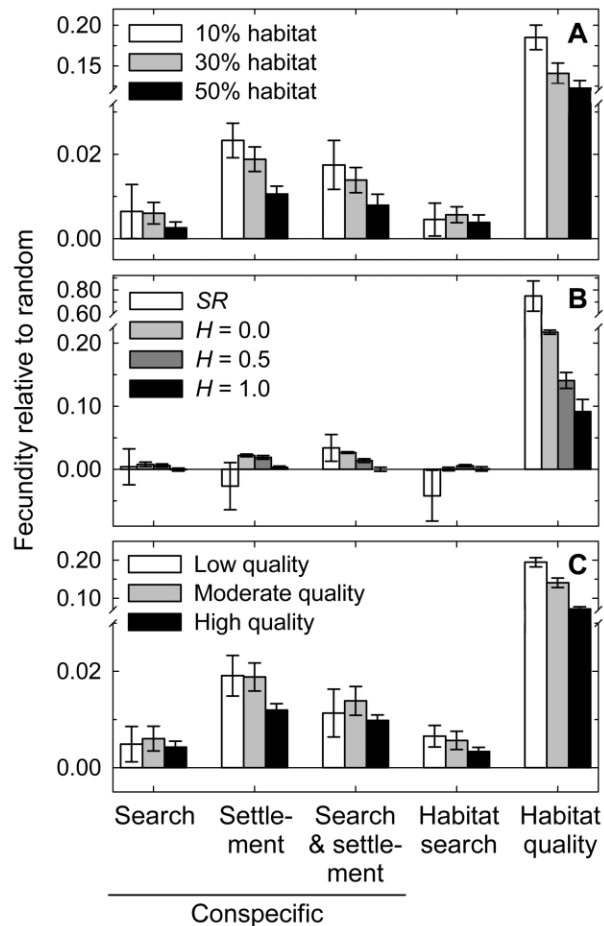 Fecundity relative to random
0.20
0.15
0.02
0.00
10% habitat
30% habitat
50% habitat
A
0.80
0.60
0.20
0.10
0.00
SR
H = 0.0
H = 0.5
H = 1.0
B
0.20
0.10
0.02
0.00
Low quality
Moderate quality
High quality
C
Search
Settle-
ment
Search
& settle-
ment
Habitat
search
Habitat
quality
Conspecific